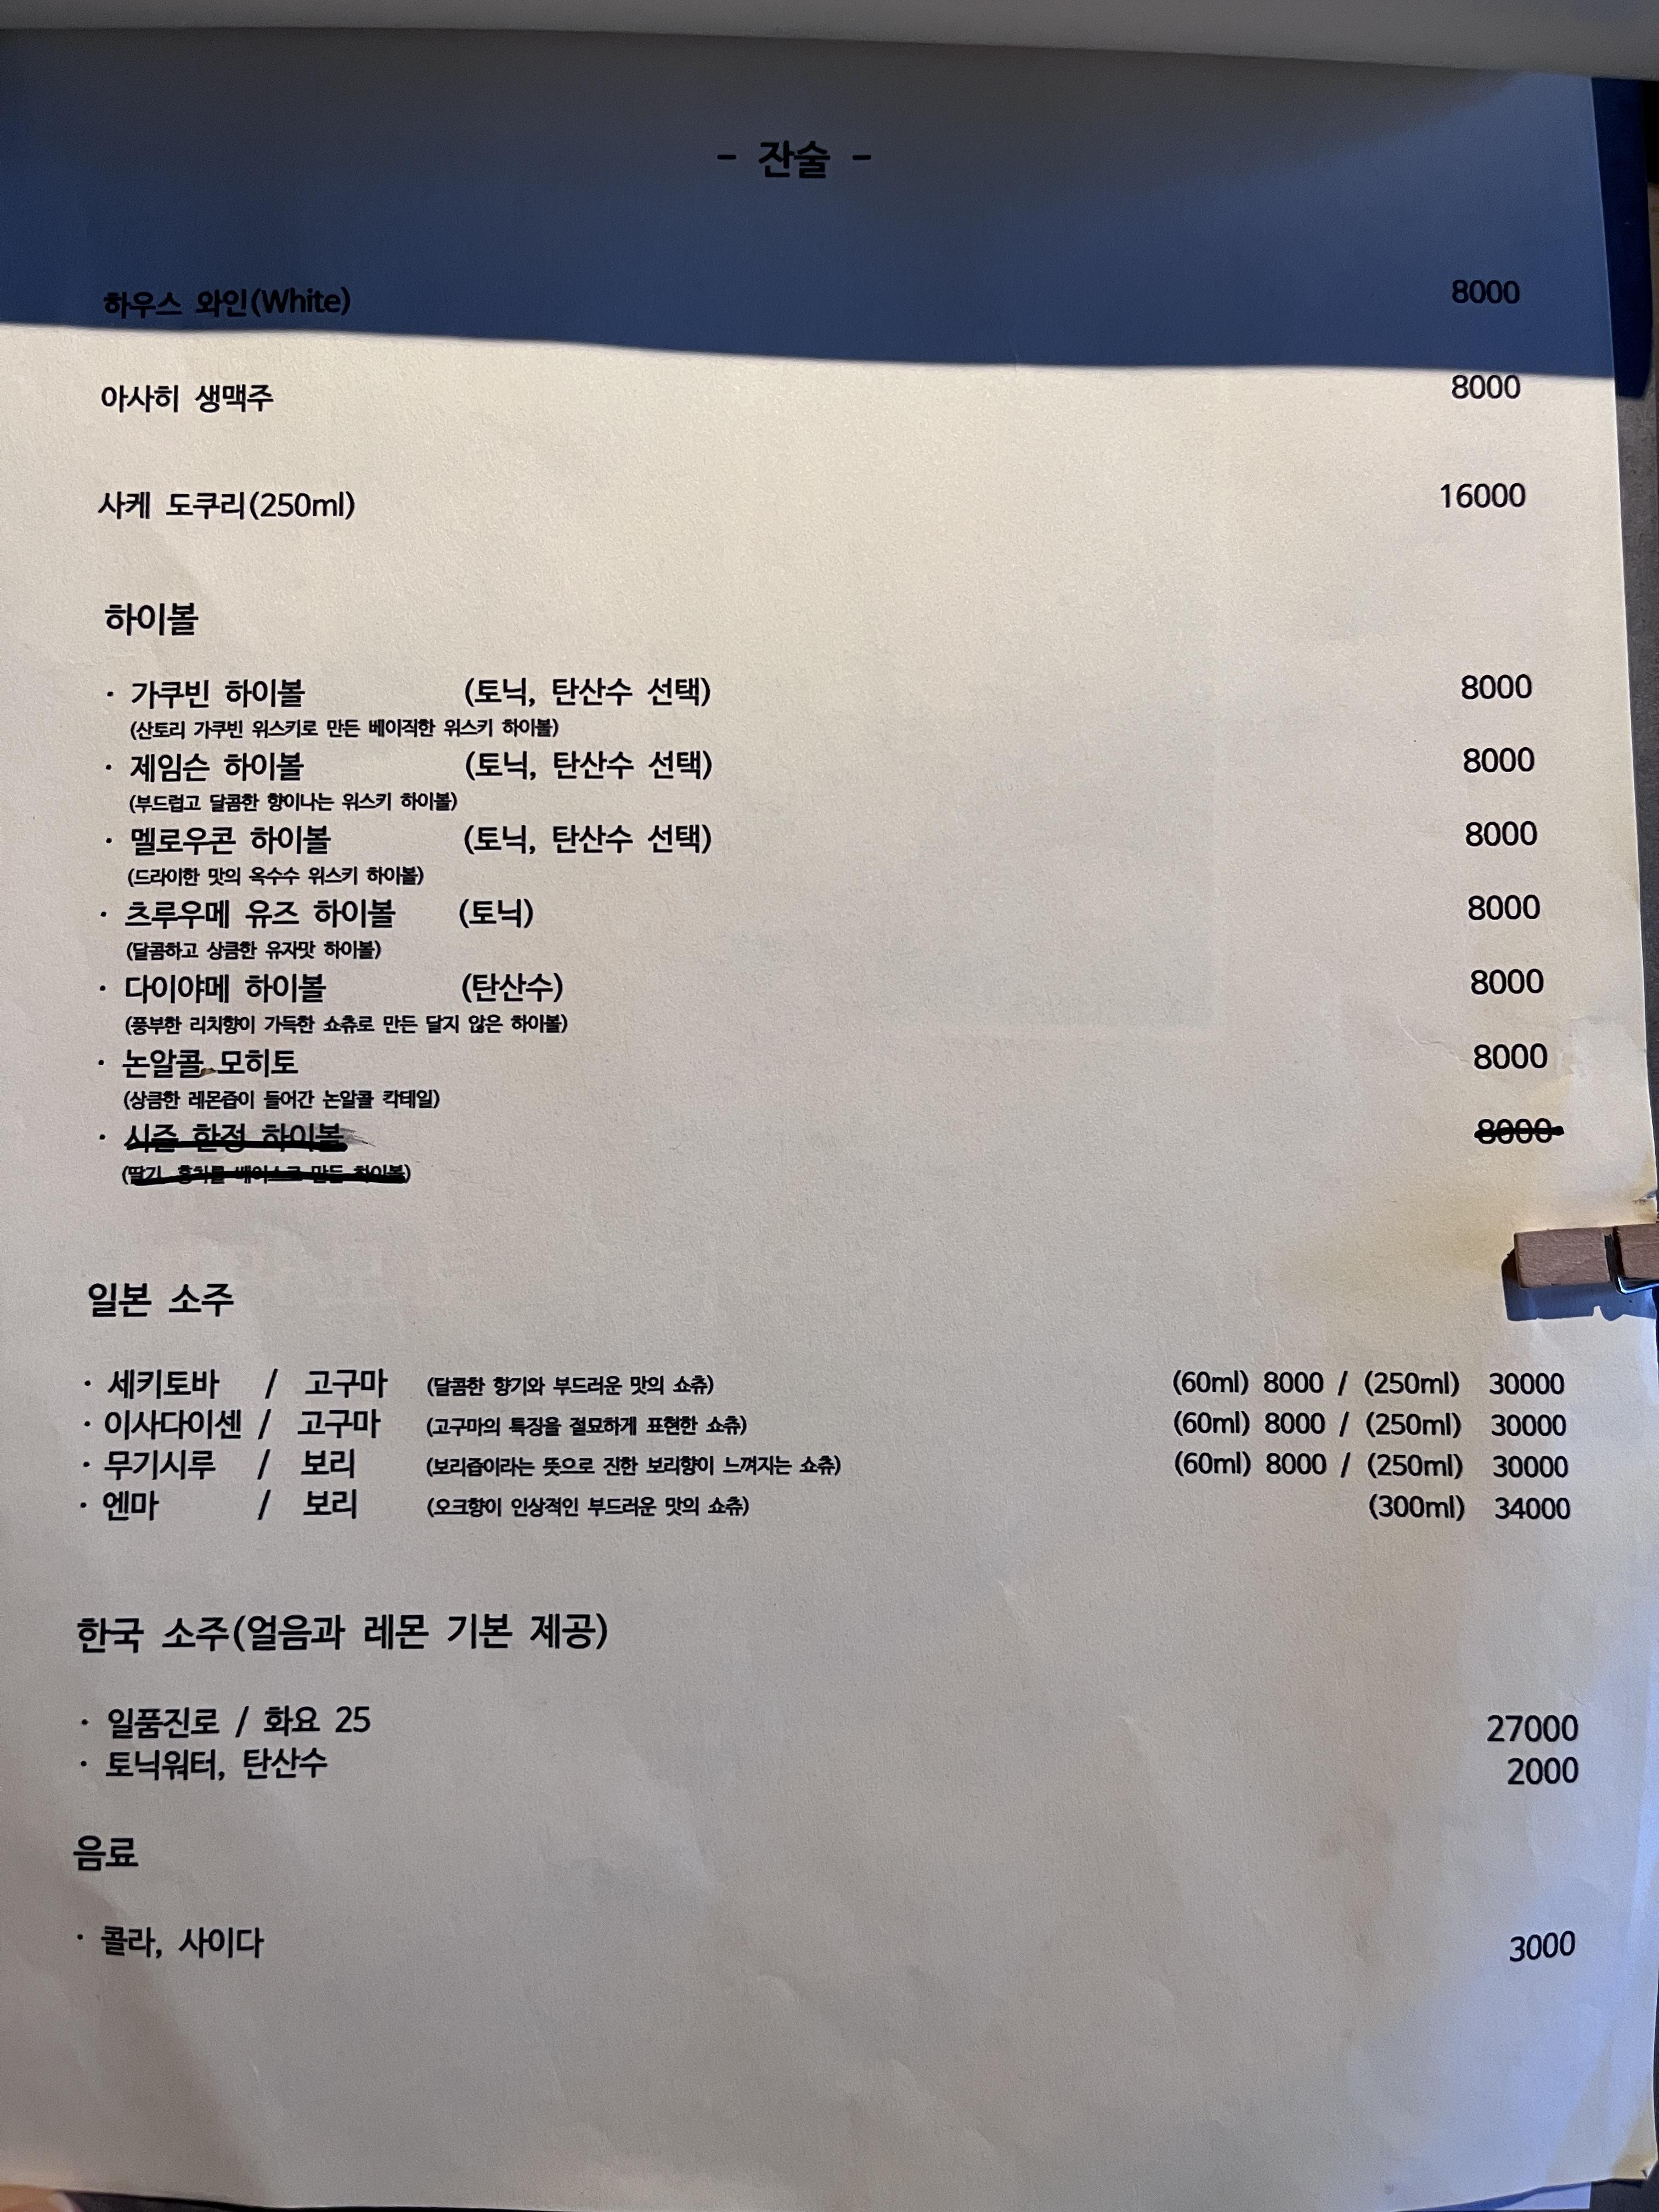 - 잔술 -
하우스 와인(White) 8000
아사히 생맥주 8000
사케 도쿠리(250ml) 16000
하이볼
· 가쿠빈 하이볼 (토닉, 탄산수 선택) 8000
(산토리 가쿠빈 위스키로 만든 베이직한 위스키 하이볼)
· 제임슨 하이볼 (토닉, 탄산수 선택) 8000
(부드럽고 달콤한 향이나는 위스키 하이볼)
· 멜로우콘 하이볼 (토닉, 탄산수 선택) 8000
(드라이한 맛의 옥수수 위스키 하이볼)
· 츠루우메 유즈 하이볼 (토닉) 8000
(달콤하고 상큼한 유자맛 하이볼)
· 다이야메 하이볼 (탄산수) 8000
(풍부한 리치향이 가득한 쇼츄로 만든 달지 않은 하이볼)
· 논알콜 모히토 8000
(상큼한 레몬즙이 들어간 논알콜 칵테일)
· 시즌 한정 하이볼 8000
(딸기, 베이스로 만든 하이볼)
일본 소주
· 세키토바 / 고구마 (달콤한 향기와 부드러운 맛의 쇼츄) (60ml) 8000 / (250ml) 30000
· 이사다이센 / 고구마 (고구마의 특징을 절묘하게 표현한 쇼츄) (60ml) 8000 / (250ml) 30000
· 무기시루 / 보리 (보리즙이라는 뜻으로 진한 보리향이 느껴지는 쇼츄) (60ml) 8000 / (250ml) 30000
· 엔마 / 보리 (오크향이 인상적인 부드러운 맛의 쇼츄) (300ml) 34000
한국 소주(얼음과 레몬 기본 제공)
· 일품진로 / 화요 25 27000
· 토닉워터, 탄산수 2000
음료
· 콜라, 사이다 3000